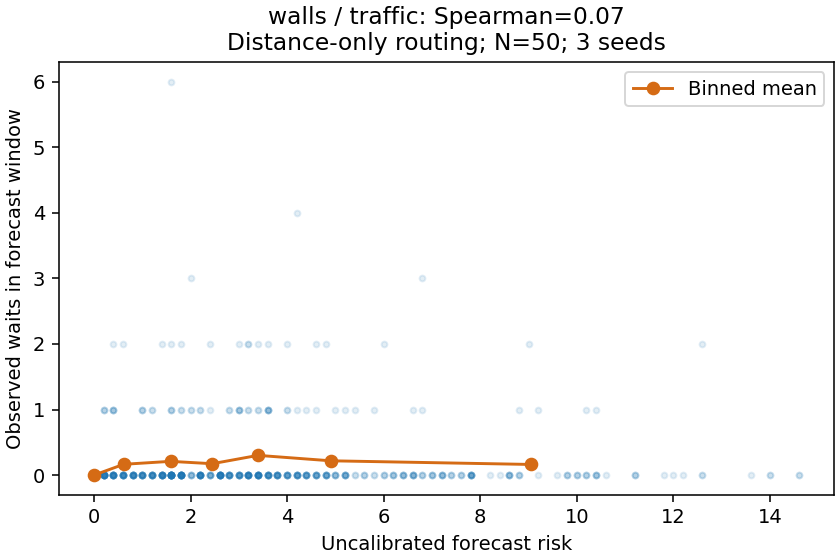 walls / traffic: Spearman=0.07
Distance-only routing; N=50; 3 seeds
Binned mean
Observed waits in forecast window
6
5
4
3
2
1
0
0 2 4 6 8 10 12 14
Uncalibrated forecast risk